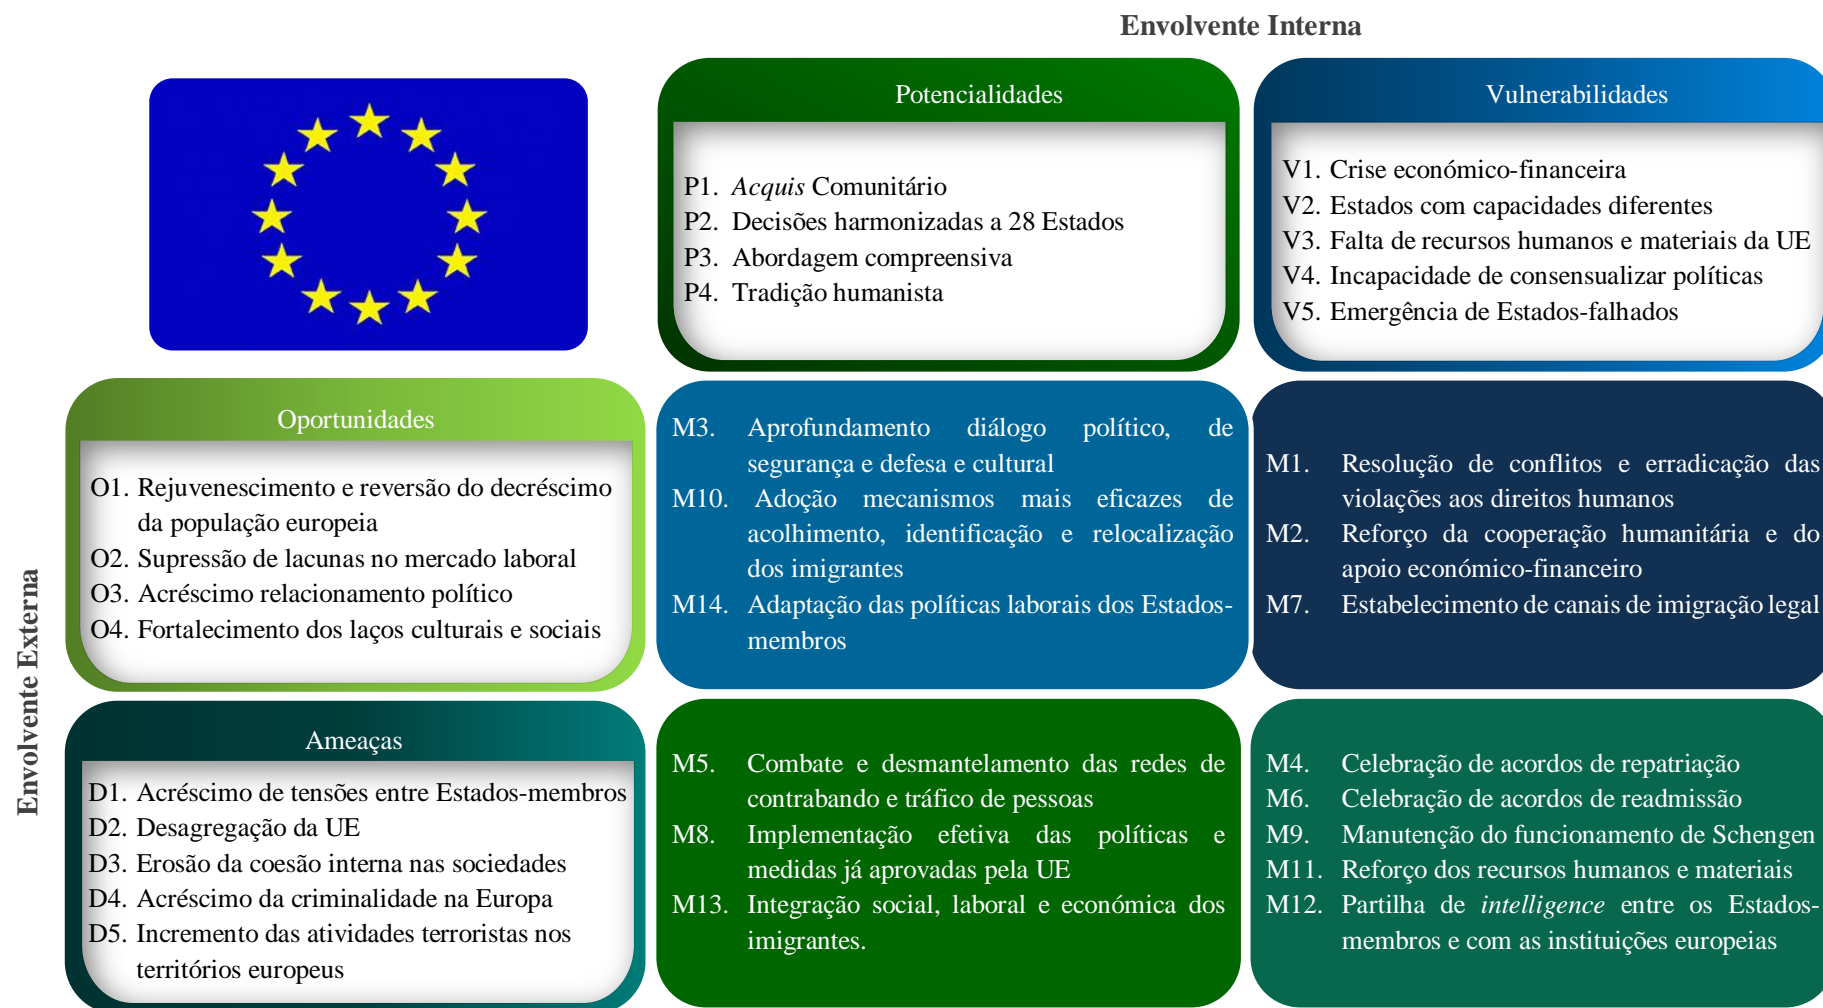 Envolvente Interna
Potencialidades
P1. Acquis Comunitário
P2. Decisões harmonizadas a 28 Estados
P3. Abordagem compreensiva
P4. Tradição humanista
Vulnerabilidades
V1. Crise económico-financeira
V2. Estados com capacidades diferentes
V3. Falta de recursos humanos e materiais da UE
V4. Incapacidade de consensualizar políticas
V5. Emergência de Estados-falhados
Envolvente Externa
Oportunidades
O1. Rejuvenescimento e reversão do decréscimo
da população europeia
O2. Supressão de lacunas no mercado laboral
O3. Acréscimo relacionamento político
O4. Fortalecimento dos laços culturais e sociais
M3. Aprofundamento diálogo político, de
segurança e defesa e cultural
M10. Adoção mecanismos mais eficazes de
acolhimento, identificação e relocalização
dos imigrantes
M14. Adaptação das políticas laborais dos Estados-
membros
M1. Resolução de conflitos e erradicação das
violações aos direitos humanos
M2. Reforço da cooperação humanitária e do
apoio económico-financeiro
M7. Estabelecimento de canais de imigração legal
Ameaças
D1. Acréscimo de tensões entre Estados-membros
D2. Desagregação da UE
D3. Erosão da coesão interna nas sociedades
D4. Acréscimo da criminalidade na Europa
D5. Incremento das atividades terroristas nos
territórios europeus
M5. Combate e desmantelamento das redes de
contrabando e tráfico de pessoas
M8. Implementação efetiva das políticas e
medidas já aprovadas pela UE
M13. Integração social, laboral e económica dos
imigrantes.
M4. Celebração de acordos de repatriação
M6. Celebração de acordos de readmissão
M9. Manutenção do funcionamento de Schengen
M11. Reforço dos recursos humanos e materiais
M12. Partilha de intelligence entre os Estados-
membros e com as instituições europeias